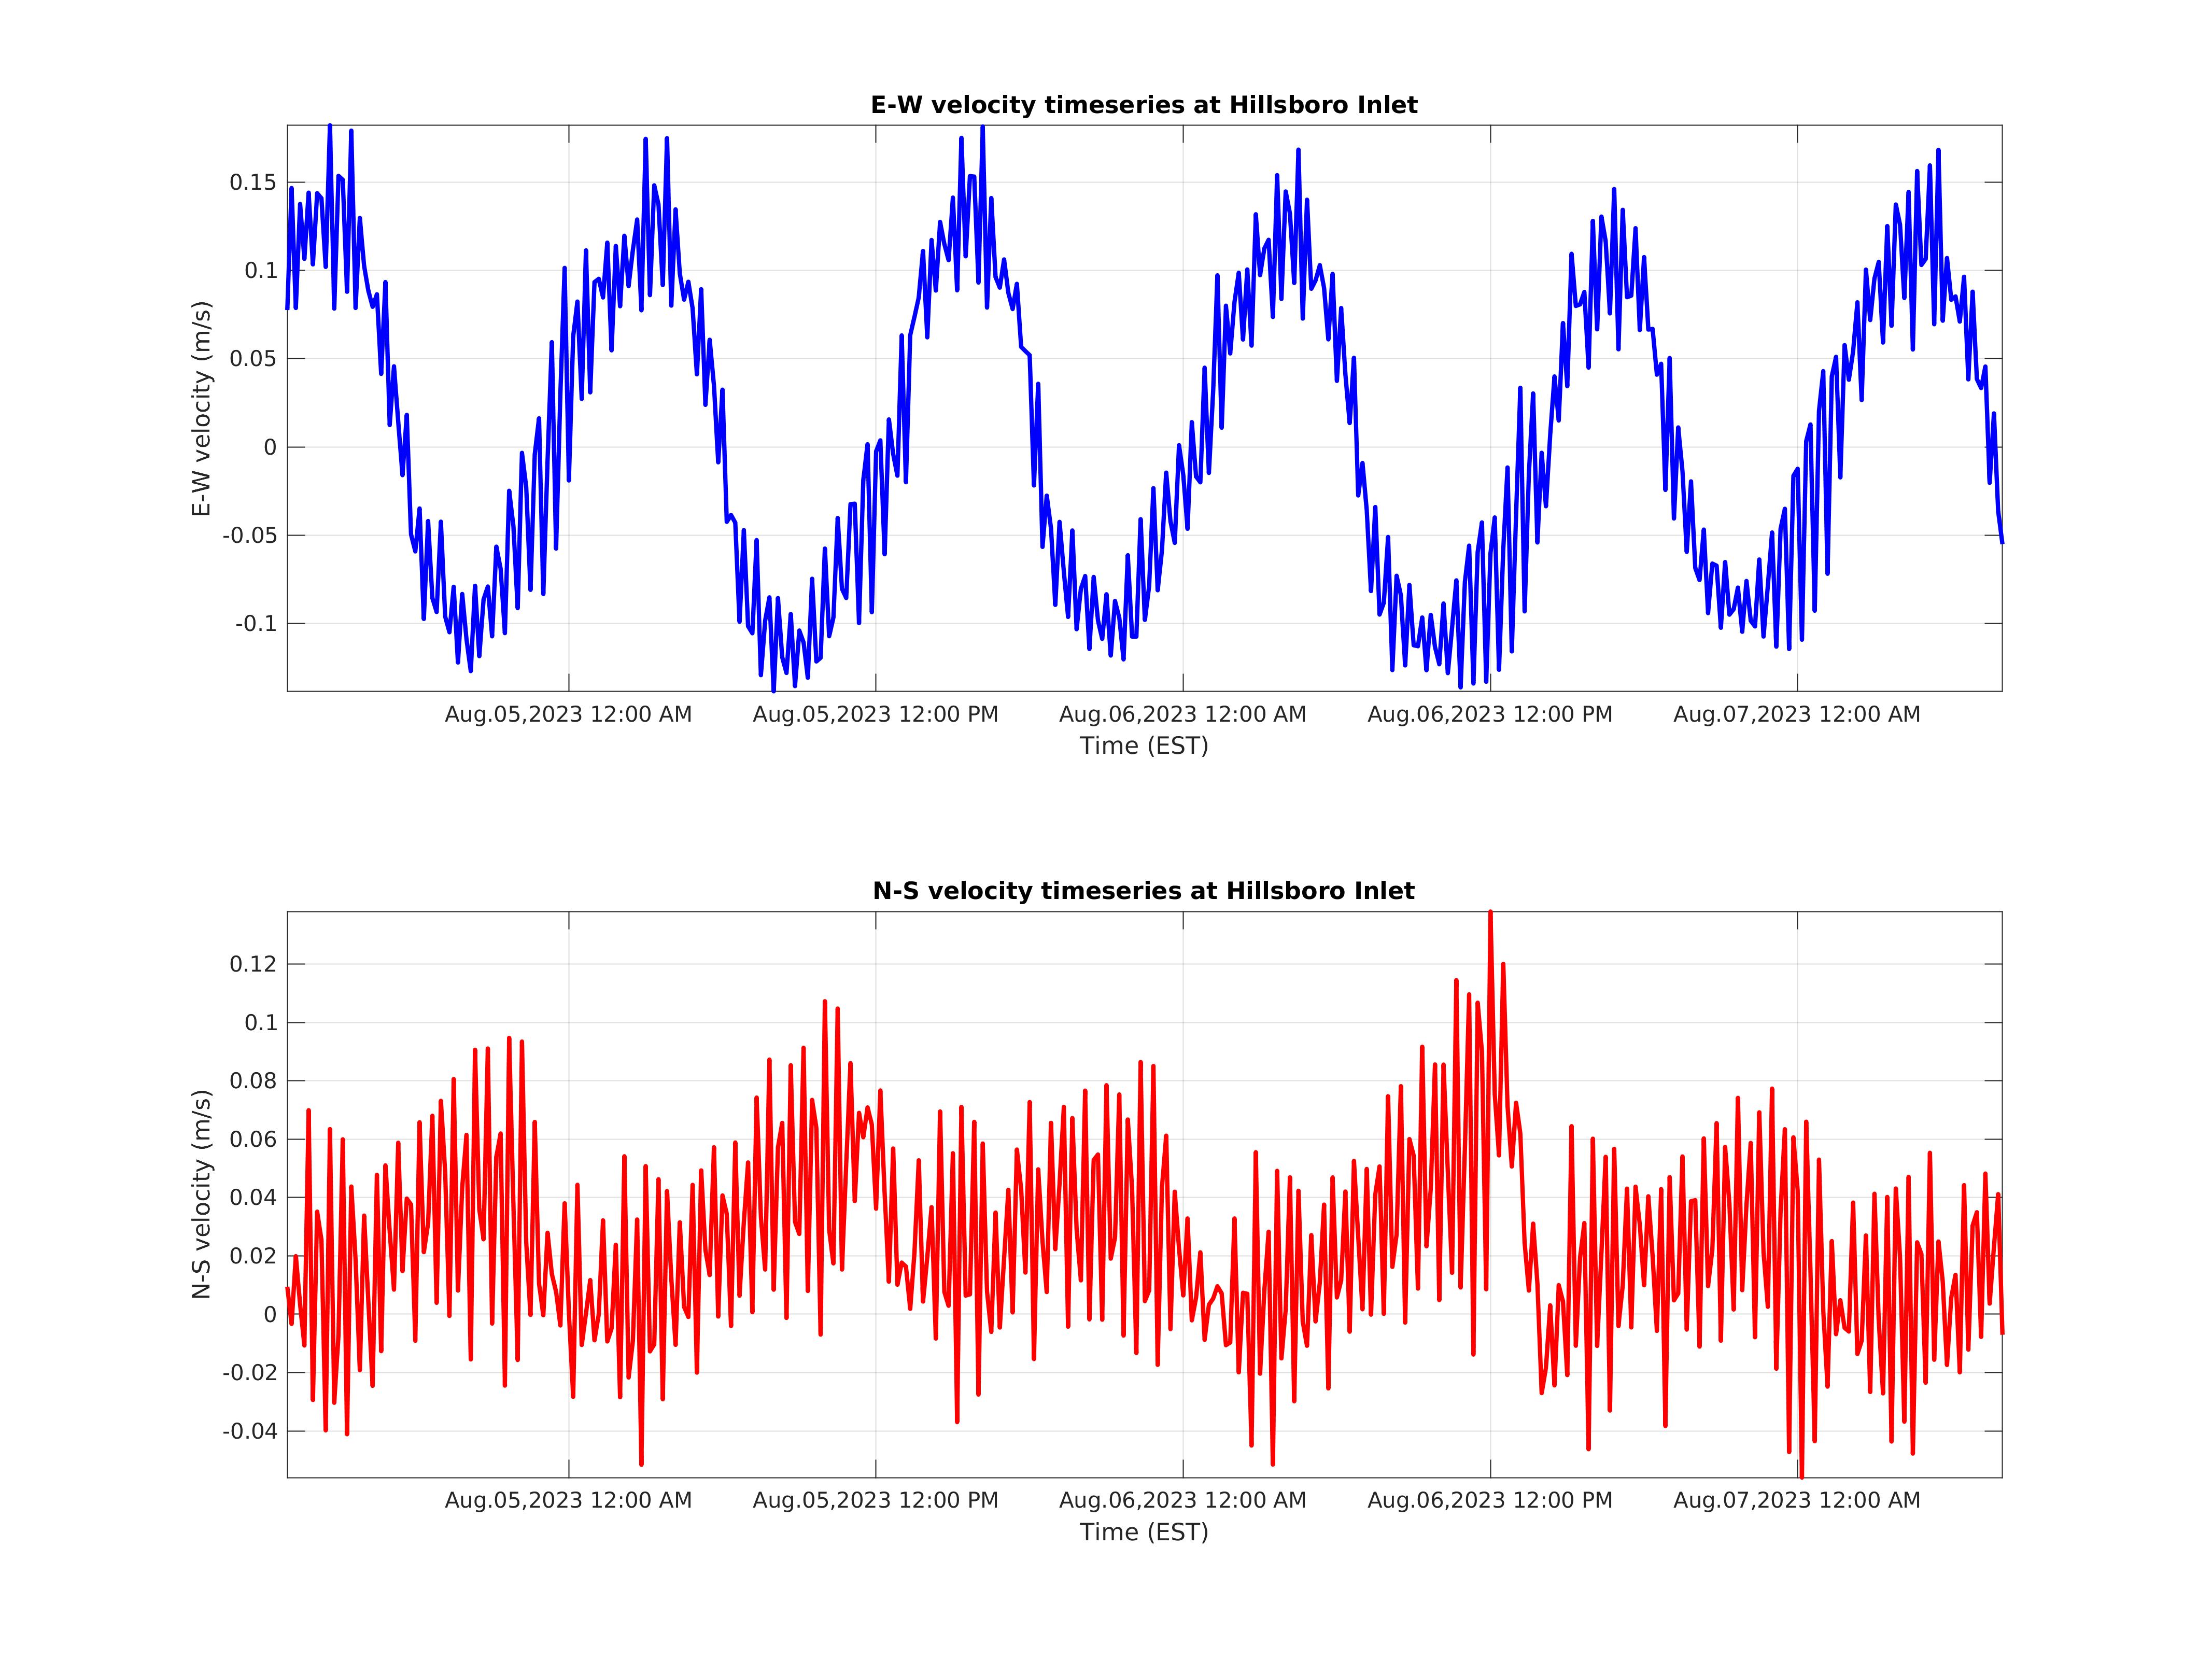 E-W velocity timeseries at Hillsboro Inlet
E-W velocity (m/s)
0.15
0.1
0.05
0
-0.05
-0.1
Aug.05,2023 12:00 AM Aug.05,2023 12:00 PM Aug.06,2023 12:00 AM Aug.06,2023 12:00 PM Aug.07,2023 12:00 AM
Time (EST)
N-S velocity timeseries at Hillsboro Inlet
N-S velocity (m/s)
0.12
0.1
0.08
0.06
0.04
0.02
0
-0.02
-0.04
Aug.05,2023 12:00 AM Aug.05,2023 12:00 PM Aug.06,2023 12:00 AM Aug.06,2023 12:00 PM Aug.07,2023 12:00 AM
Time (EST)